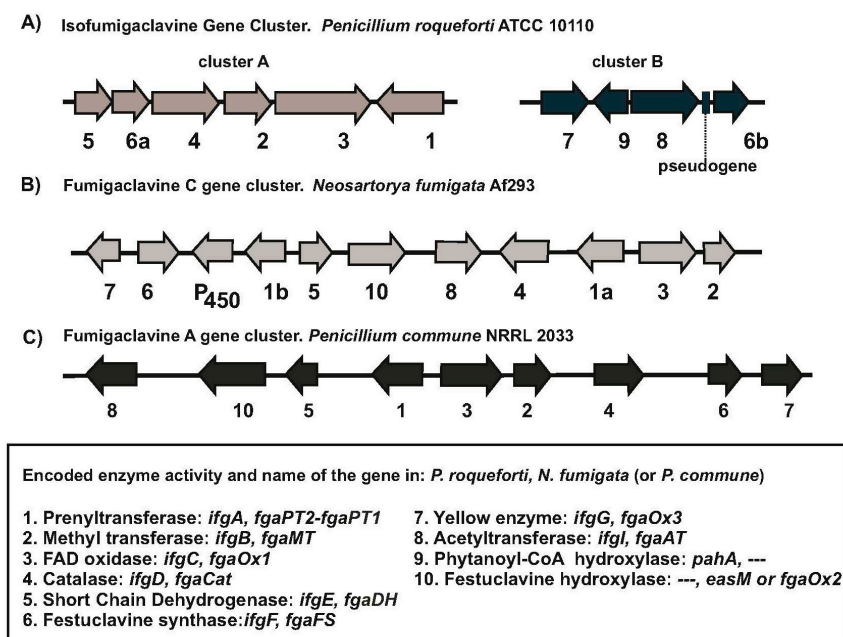 A) Isofumigaclavine Gene Cluster. Penicillium roqueforti ATCC 10110
cluster A cluster B
5 6a 4 2 3 1 7 9 8 6b
pseudogene
B) Fumigaclavine C gene cluster. Neosartorya fumigata Af293
7 6 P450 1b 5 10 8 4 1a 3 2
C) Fumigaclavine A gene cluster. Penicillium commune NRRL 2033
8 10 5 1 3 2 4 6 7
Encoded enzyme activity and name of the gene in: P. roqueforti, N. fumigata (or P. commune)
1. Prenyltransferase: ifgA, fgaPT2-fgaPT1
2. Methyl transferase: ifgB, fgaMT
3. FAD oxidase: ifgC, fgaOx1
4. Catalase: ifgD, fgaCat
5. Short Chain Dehydrogenase: ifgE, fgaDH
6. Festuclavine synthase:ifgF, fgaFS
7. Yellow enzyme: ifgG, fgaOx3
8. Acetyltransferase: ifgI, fgaAT
9. Phytanoyl-CoA hydroxylase: pahA, ---
10. Festuclavine hydroxylase: ---, easM or fgaOx2